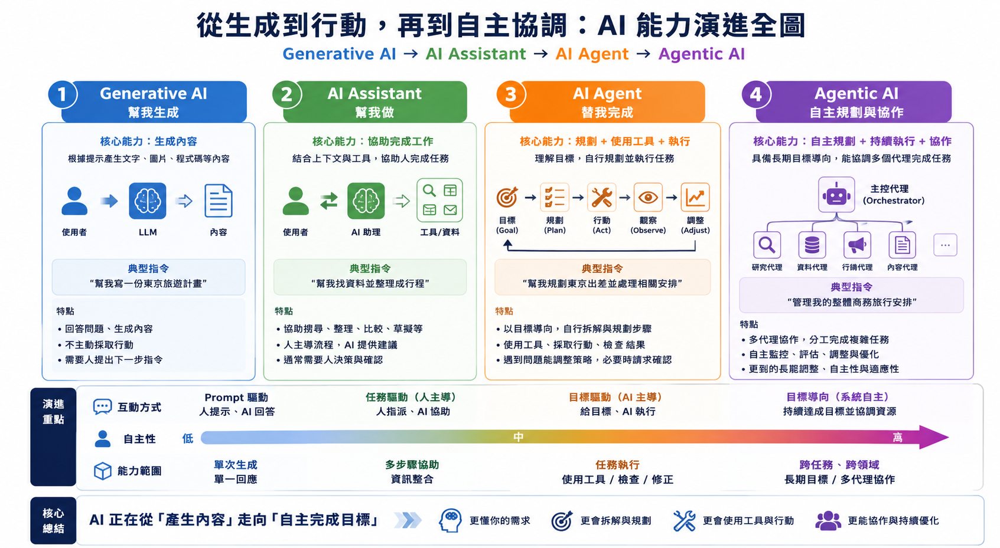 從生成到行動，再到自主協調：AI 能力演進全圖
Generative AI → AI Assistant → AI Agent → Agentic AI
1
Generative AI
幫我生成
核心能力：生成內容
根據提示產生文字、圖片、程式碼等內容
使用者
LLM
內容
典型指令
“幫我寫一份東京旅遊計畫”
特點
• 回答問題、生成內容
• 不主動採取行動
• 需要人提出下一步指令
2
AI Assistant
幫我做
核心能力：協助完成工作
結合上下文與工具，協助人完成任務
使用者
AI 助理
工具/資料
典型指令
“幫我找資料並整理成行程”
特點
• 協助搜尋、整理、比較、草擬等
• 人主導流程，AI 提供建議
• 通常需要人決策與確認
3
AI Agent
替我完成
核心能力：規劃 + 使用工具 + 執行
理解目標，自行規劃並執行任務
目標
(Goal)
規劃
(Plan)
行動
(Act)
觀察
(Observe)
調整
(Adjust)
典型指令
“幫我規劃東京出差並處理相關安排”
特點
• 以目標導向，自行拆解與規劃步驟
• 使用工具、採取行動、檢查 結果
• 遇到問題能調整策略，必要時請求確認
4
Agentic AI
自主規劃與協作
核心能力：自主規劃 + 持續執行 + 協作
具備長期目標導向，能協調多個代理完成任務
主控代理
(Orchestrator)
研究代理
資料代理
代理
內容代理
...
典型指令
“管理我的整體商務旅行安排”
特點
• 多代理協作，分工完成複雜任務
• 自主監控、評估、調整與優化
• 更到的長能調整、自主性與適應性
演進
重點
互動方式
Prompt 驅動
人提示、AI 回答
任務驅動（人主導）
人指派、AI 協助
目標驅動（AI 主導）
給目標、AI 執行
目標導向（系統自主）
持續達成目標並協調資源
自主性
低
中
能力範圍
單次生成
單一回應
多步驟協助
資訊整合
任務執行
使用工具 / 檢查 / 修正
跨任務、跨領域
長期目標 / 多代理協作
核心
總結
AI 正在從「產生內容」走向「自主完成目標」
更懂你的需求
更會拆解與規劃
更會使用工具與行動
更能協作與持續優化